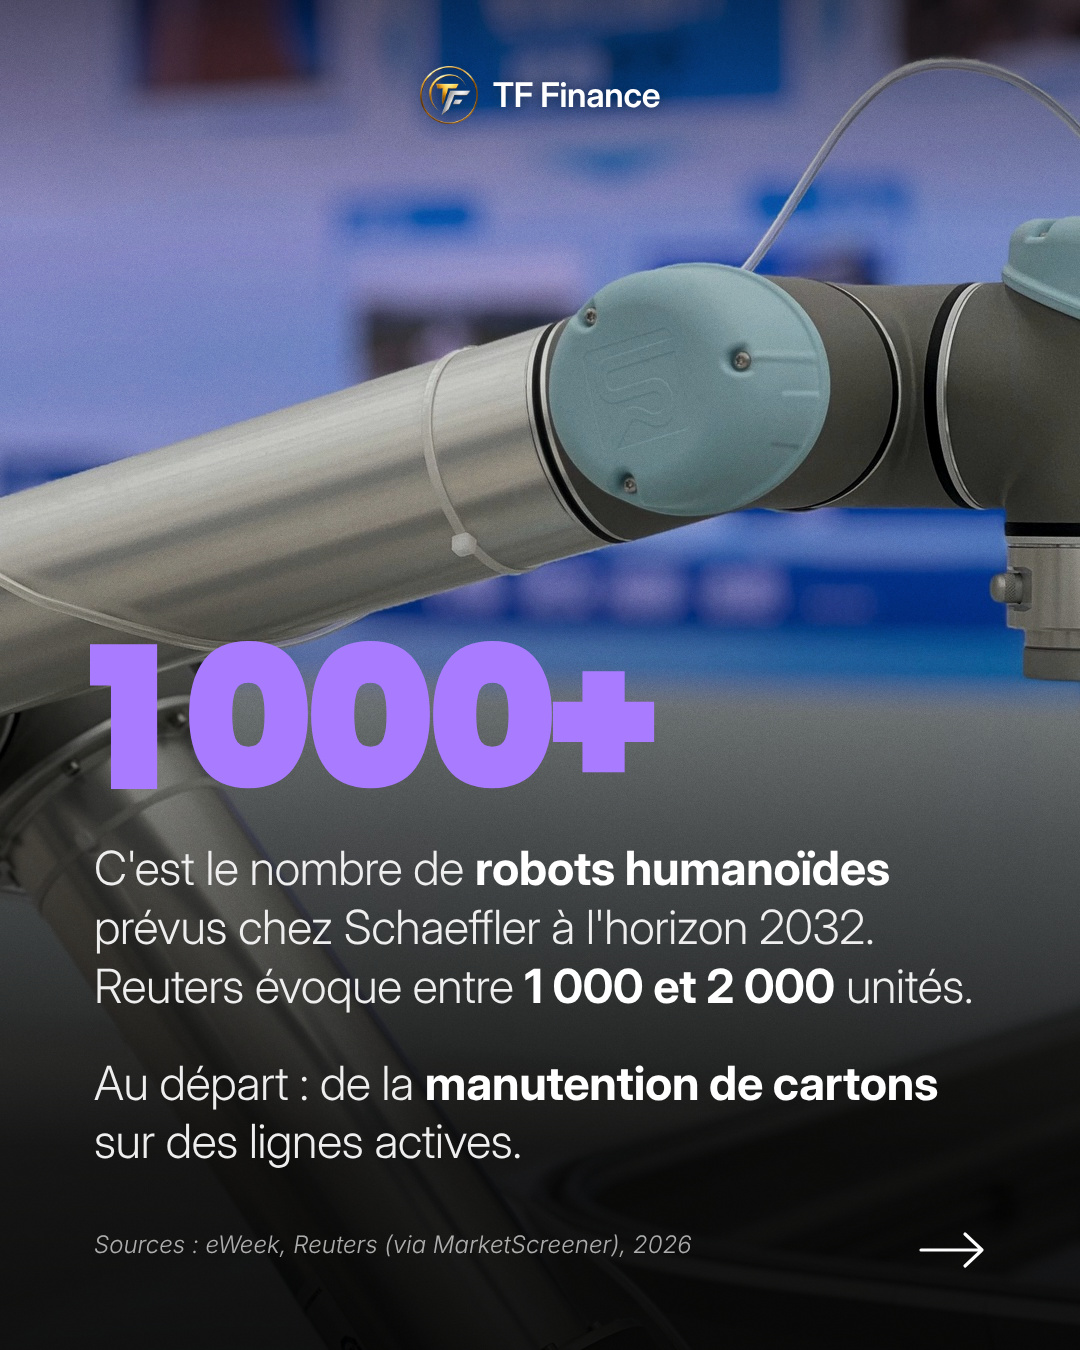 TF Finance
1 000+
C'est le nombre de robots humanoïdes
prévus chez Schaeffler à l'horizon 2032.
Reuters évoque entre 1 000 et 2 000 unités.
Au départ : de la manutention de cartons
sur des lignes actives.
Sources : eWeek, Reuters (via MarketScreener), 2026